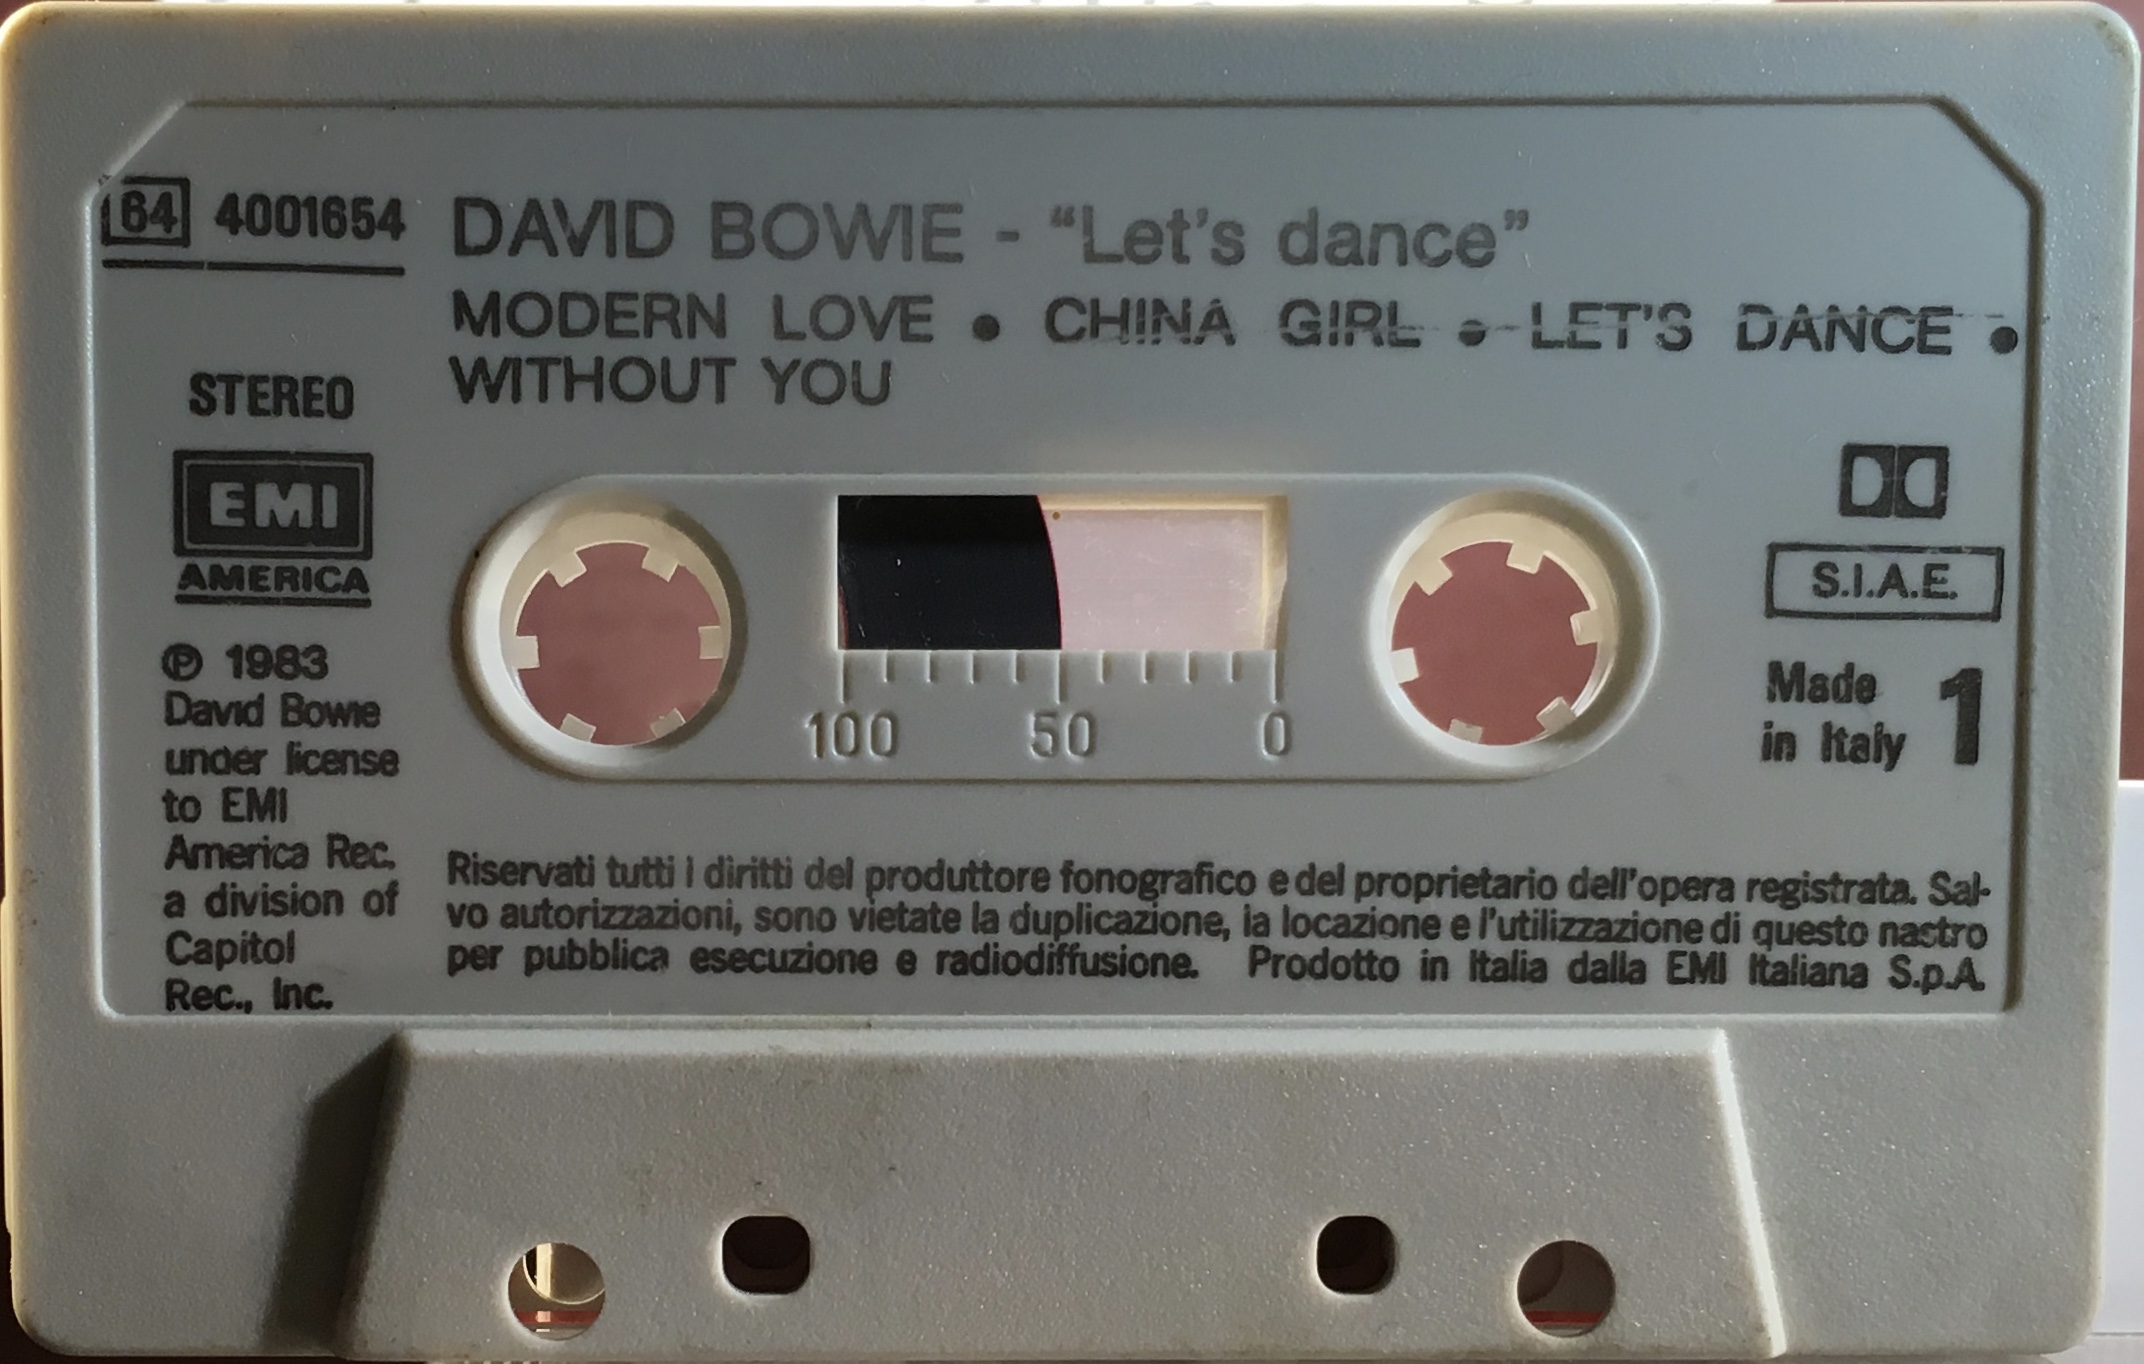 64 4001654
DAVID BOWIE - “Let's dance”
MODERN LOVE • CHINA GIRL • LET'S DANCE •
WITHOUT YOU
STEREO
EMI
AMERICA
Ⓟ 1983
David Bowie
under license
to EMI
America Rec.
a division of
Capitol
Rec., Inc.
100 50 0
S.I.A.E.
Made
in Italy
1
Riservati tutti i diritti del produttore fonografico e del proprietario dell'opera registrata. Sal-
vo autorizzazioni, sono vietate la duplicazione, la locazione e l'utilizzazione di questo nastro
per pubblica esecuzione e radiodiffusione. Prodotto in Italia dalla EMI Italiana S.p.A.